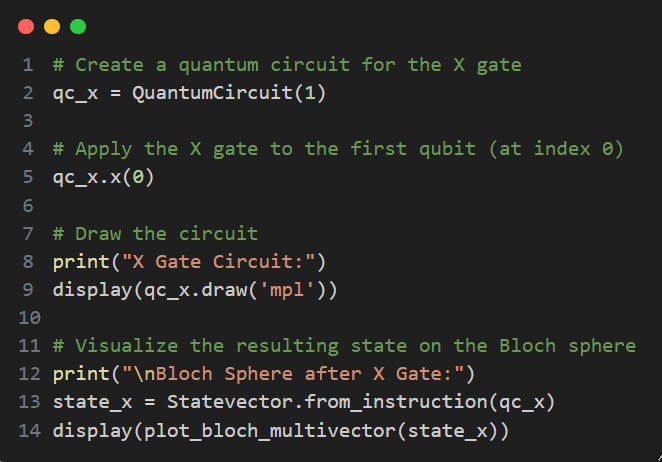 1 # Create a quantum circuit for the X gate
2 qc_x = QuantumCircuit(1)
3
4 # Apply the X gate to the first qubit (at index 0)
5 qc_x.x(0)
6
7 # Draw the circuit
8 print("X Gate Circuit:")
9 display(qc_x.draw('mpl'))
10
11 # Visualize the resulting state on the Bloch sphere
12 print("\nBloch Sphere after X Gate:")
13 state_x = Statevector.from_instruction(qc_x)
14 display(plot_bloch_multivector(state_x))